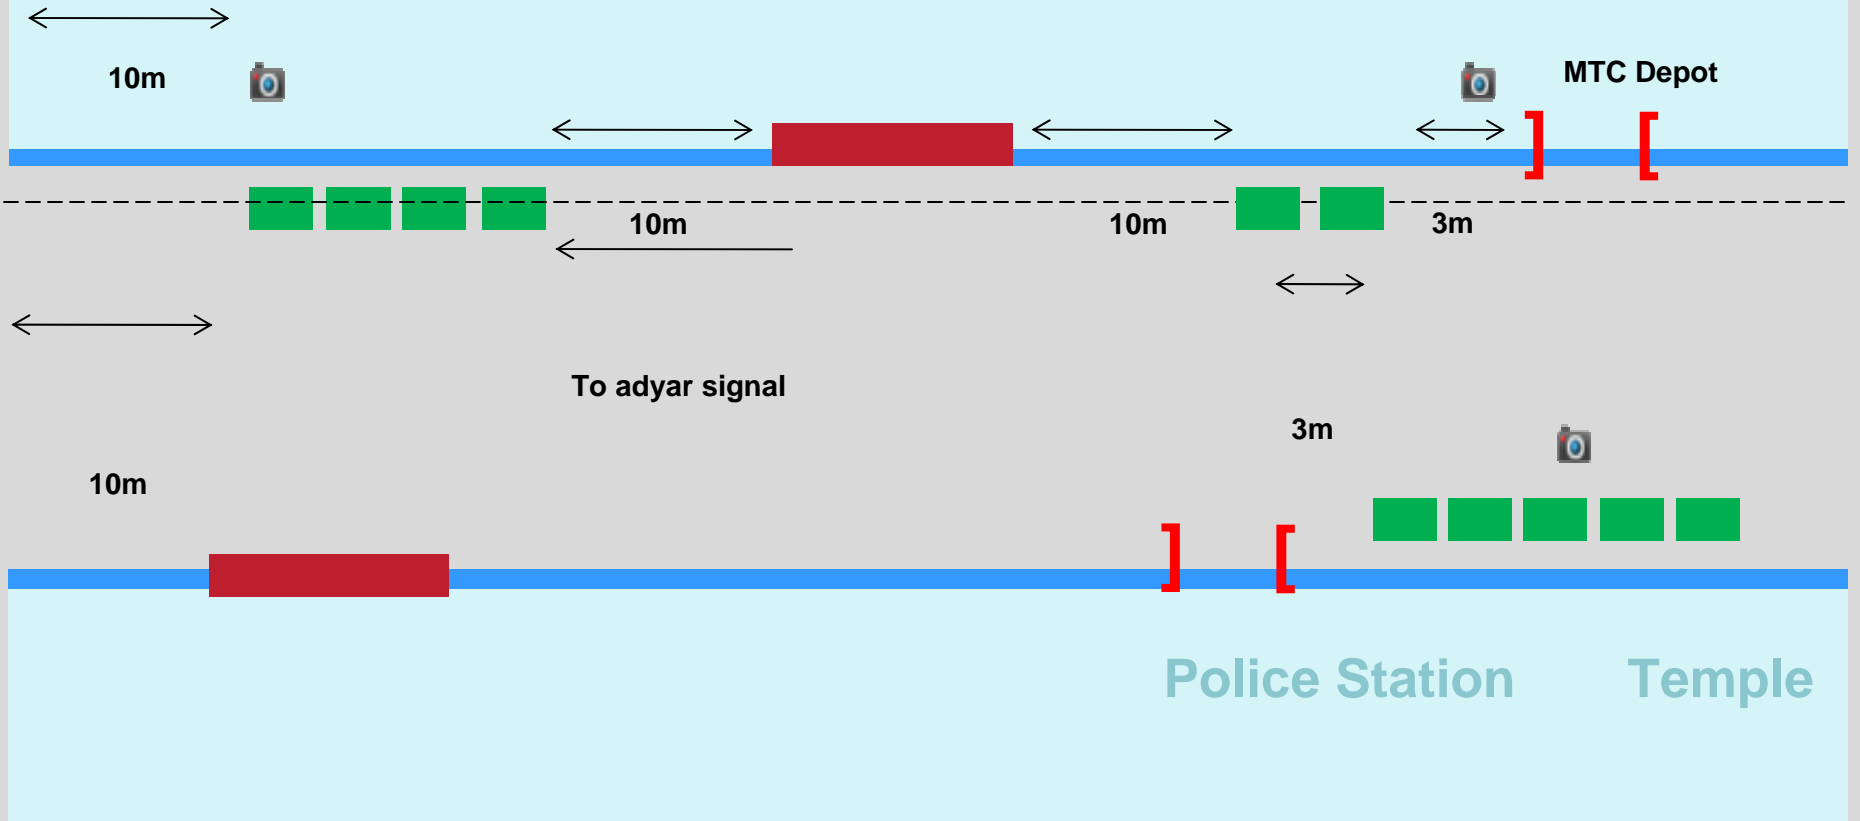 10m
MTC Depot
10m
10m
3m
To adyar signal
3m
10m
Police Station
Temple